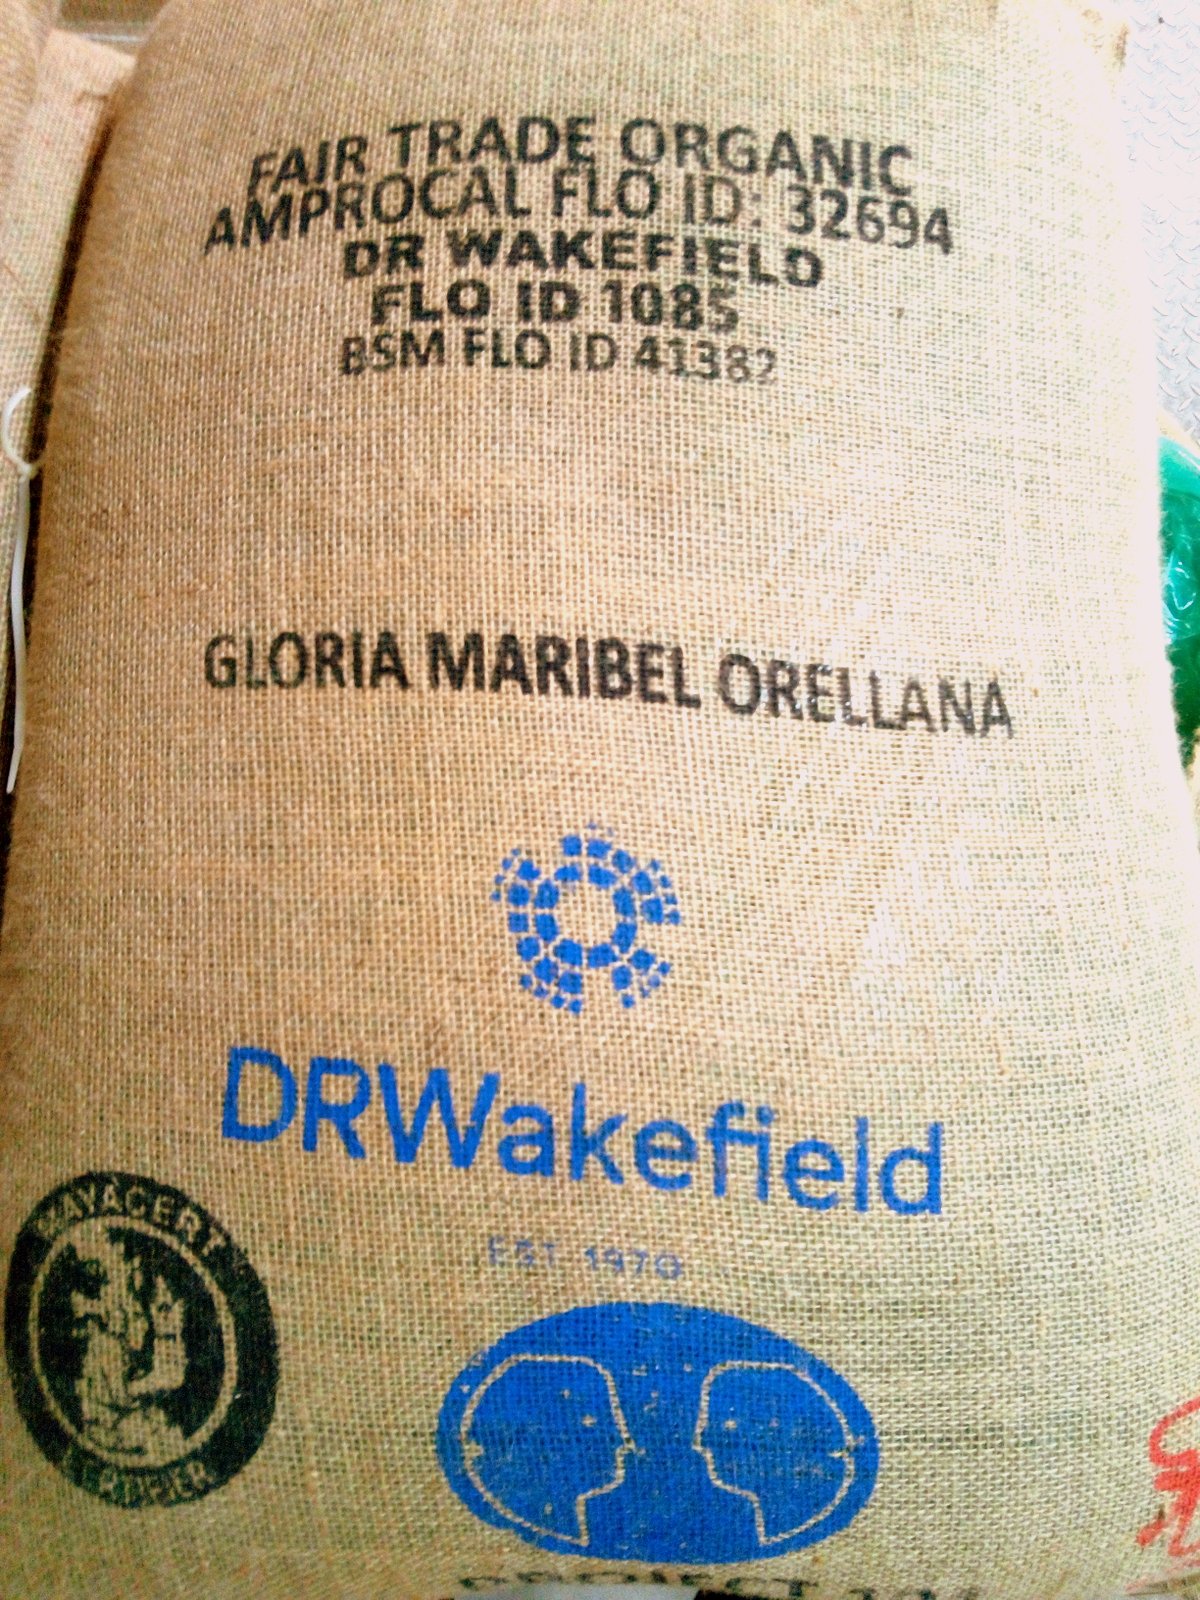 FAIR TRADE ORGANIC
AMPROCAL FLO ID: 32694
DR WAKEFIELD
FLO ID 1085
BSM FLO ID 41382
GLORIA MARIBEL ORELLANA
DRWakefield
EST 1970
MAYACERT
CERTIFIER